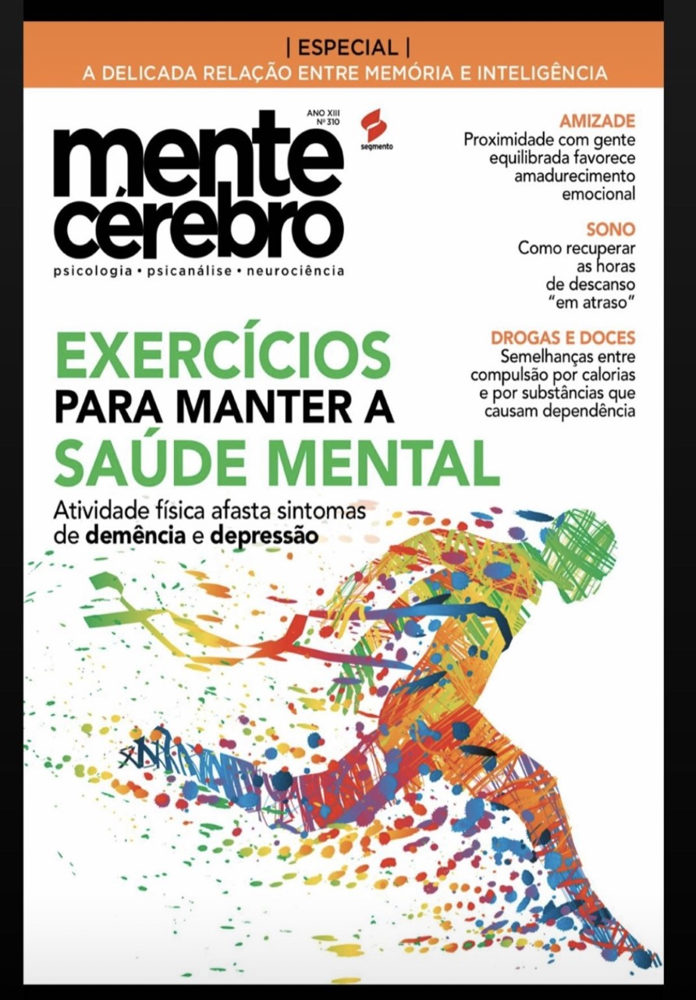 | ESPECIAL |
A DELICADA RELAÇÃO ENTRE MEMÓRIA E INTELIGÊNCIA
ANO XIII
Nº 310
mente
cérebro
psicologia • psicanálise • neurociência
segmento
AMIZADE
Proximidade com gente
equilibrada favorece
amadurecimento
emocional
SONO
Como recuperar
as horas
de descanso
“em atraso”
DROGAS E DOCES
Semelhanças entre
compulsão por calorias
e por substâncias que
causam dependência
EXERCÍCIOS
PARA MANTER A
SAÚDE MENTAL
Atividade física afasta sintomas
de demência e depressão